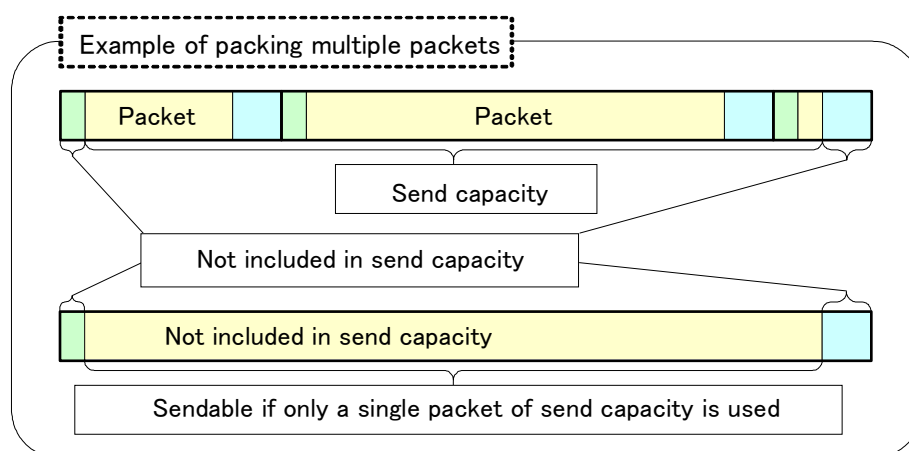 Example of packing multiple packets
Packet
Packet
Send capacity
Not included in send capacity
Not included in send capacity
Sendable if only a single packet of send capacity is used